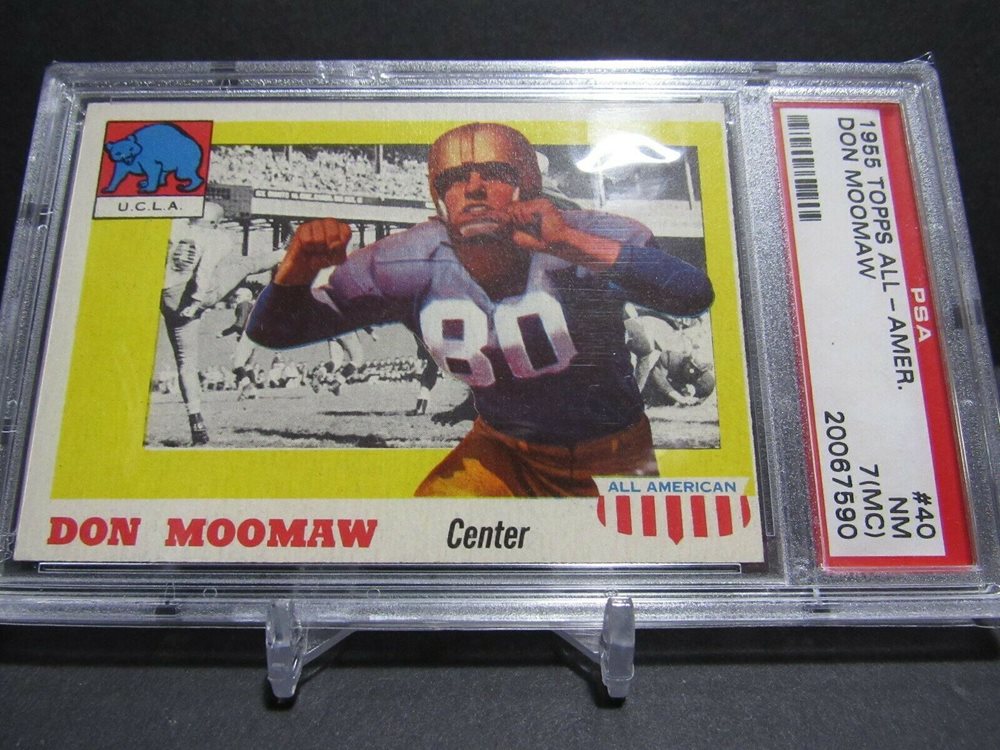 U.C.L.A.
80
ALL AMERICAN
DON MOOMAW Center
PSA
1955 TOPPS ALL-AMER. #40
DON MOOMAW NM
7(MC)
20067590